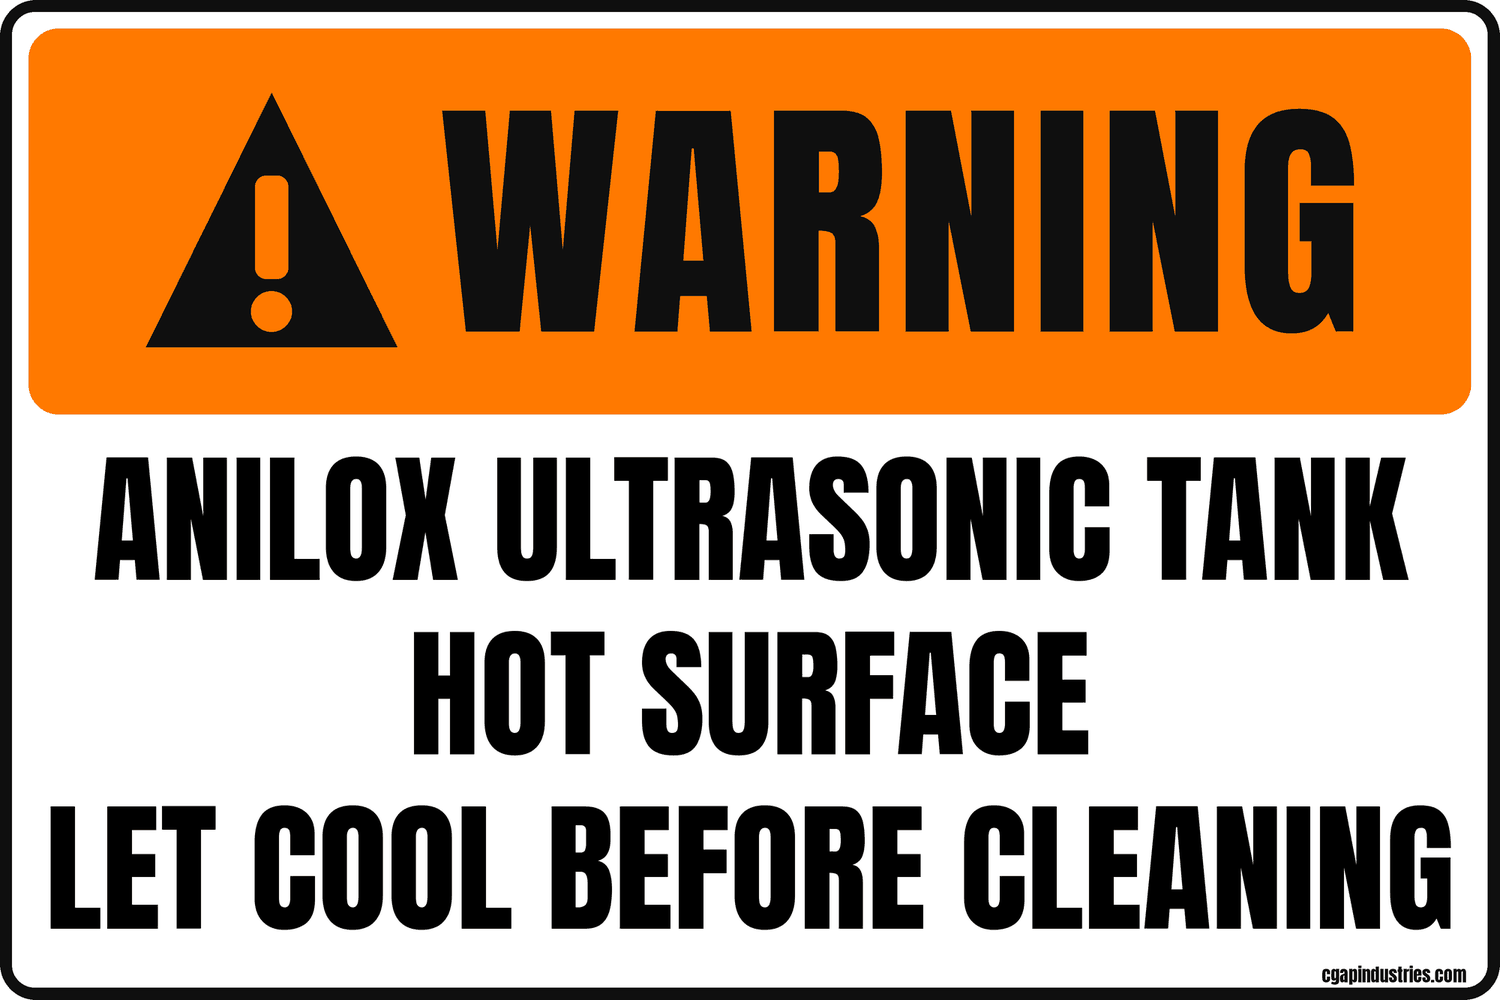 WARNING
ANILOX ULTRASONIC TANK
HOT SURFACE
LET COOL BEFORE CLEANING
cgapindustries.com